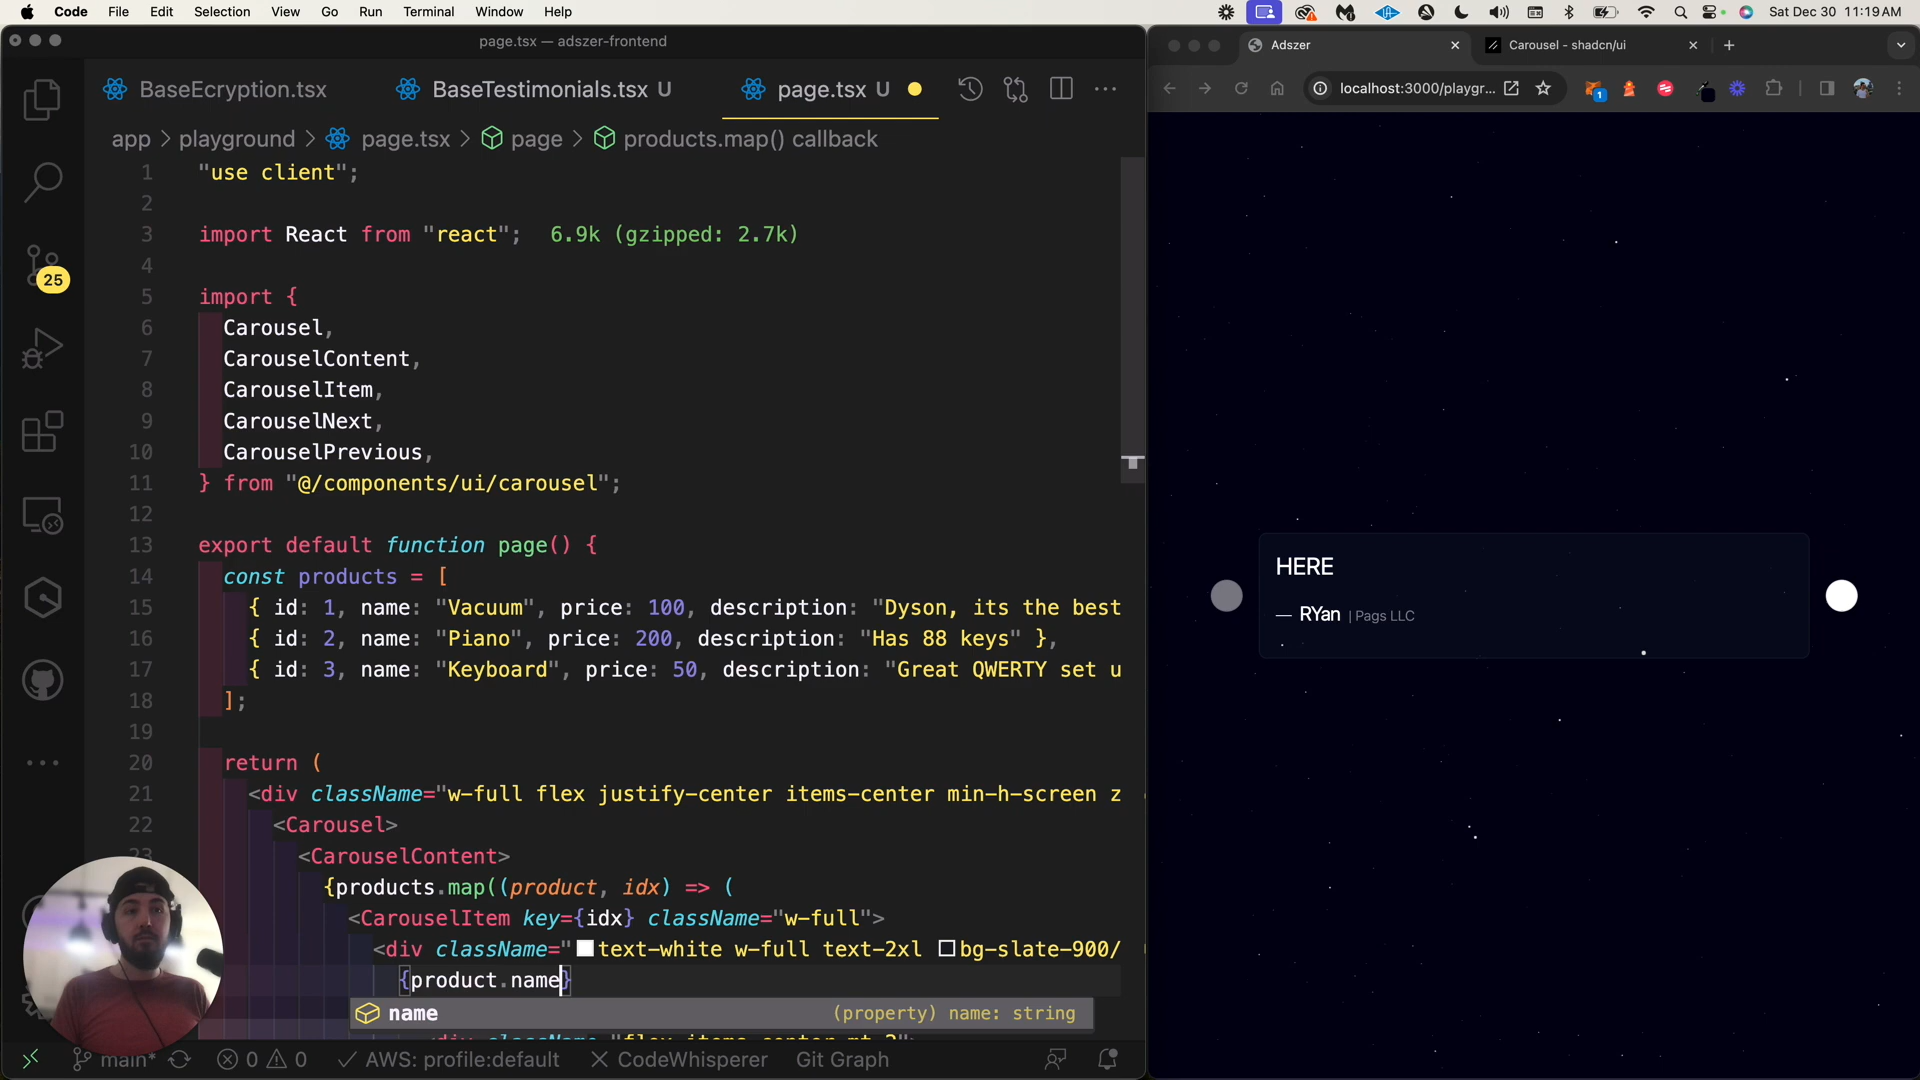 Code File Edit Selection View Go Run Terminal Window Help
Sat Dec 30 11:19 AM
page.tsx — adszer-frontend
Adszer
Carousel - shadcn/ui
BaseEcryption.tsx
BaseTestimonials.tsx U
page.tsx U
localhost:3000/playgr...
1
app > playground > page.tsx > page > products.map() callback
1 "use client";
2
3 import React from "react"; 6.9k (gzipped: 2.7k)
4
5 import {
6 Carousel,
7 CarouselContent,
8 CarouselItem,
9 CarouselNext,
10 CarouselPrevious,
11 } from "@/components/ui/carousel";
12
13 export default function page() {
14 const products = [
15 { id: 1, name: "Vacuum", price: 100, description: "Dyson, its the best
16 { id: 2, name: "Piano", price: 200, description: "Has 88 keys" },
17 { id: 3, name: "Keyboard", price: 50, description: "Great QWERTY set u
18 ];
19
20 return (
21 <div className="w-full flex justify-center items-center min-h-screen z
22 <Carousel>
23 <CarouselContent>
{products.map((product, idx) => (
<CarouselItem key={idx} className="w-full">
<div className="text-white w-full text-2xl bg-slate-900/
{product.name}
name (property) name: string
<div className="flex items-center mt-2">
25
main* 0 0 AWS: profile:default CodeWhisperer Git Graph
HERE
— RYan | Pags LLC